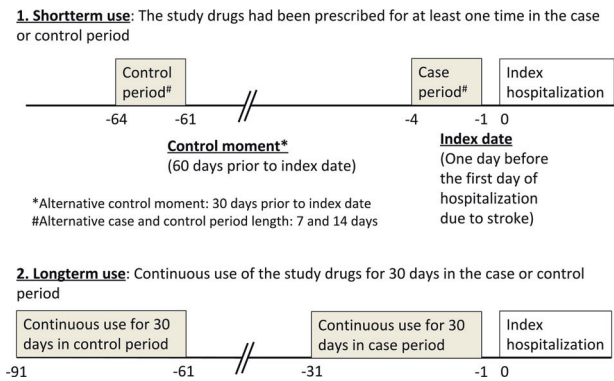 1. Shortterm use: The study drugs had been prescribed for at least one time in the case
or control period
Control
period#
Case
period#
Index
hospitalization
-64 -61 -4 -1 0
Control moment*
(60 days prior to index date)
Index date
(One day before
the first day of
hospitalization
due to stroke)
*Alternative control moment: 30 days prior to index date
#Alternative case and control period length: 7 and 14 days
2. Longterm use: Continuous use of the study drugs for 30 days in the case or control
period
Continuous use for 30
days in control period
Continuous use for 30
days in case period
Index
hospitalization
-91 -61 -31 -1 0